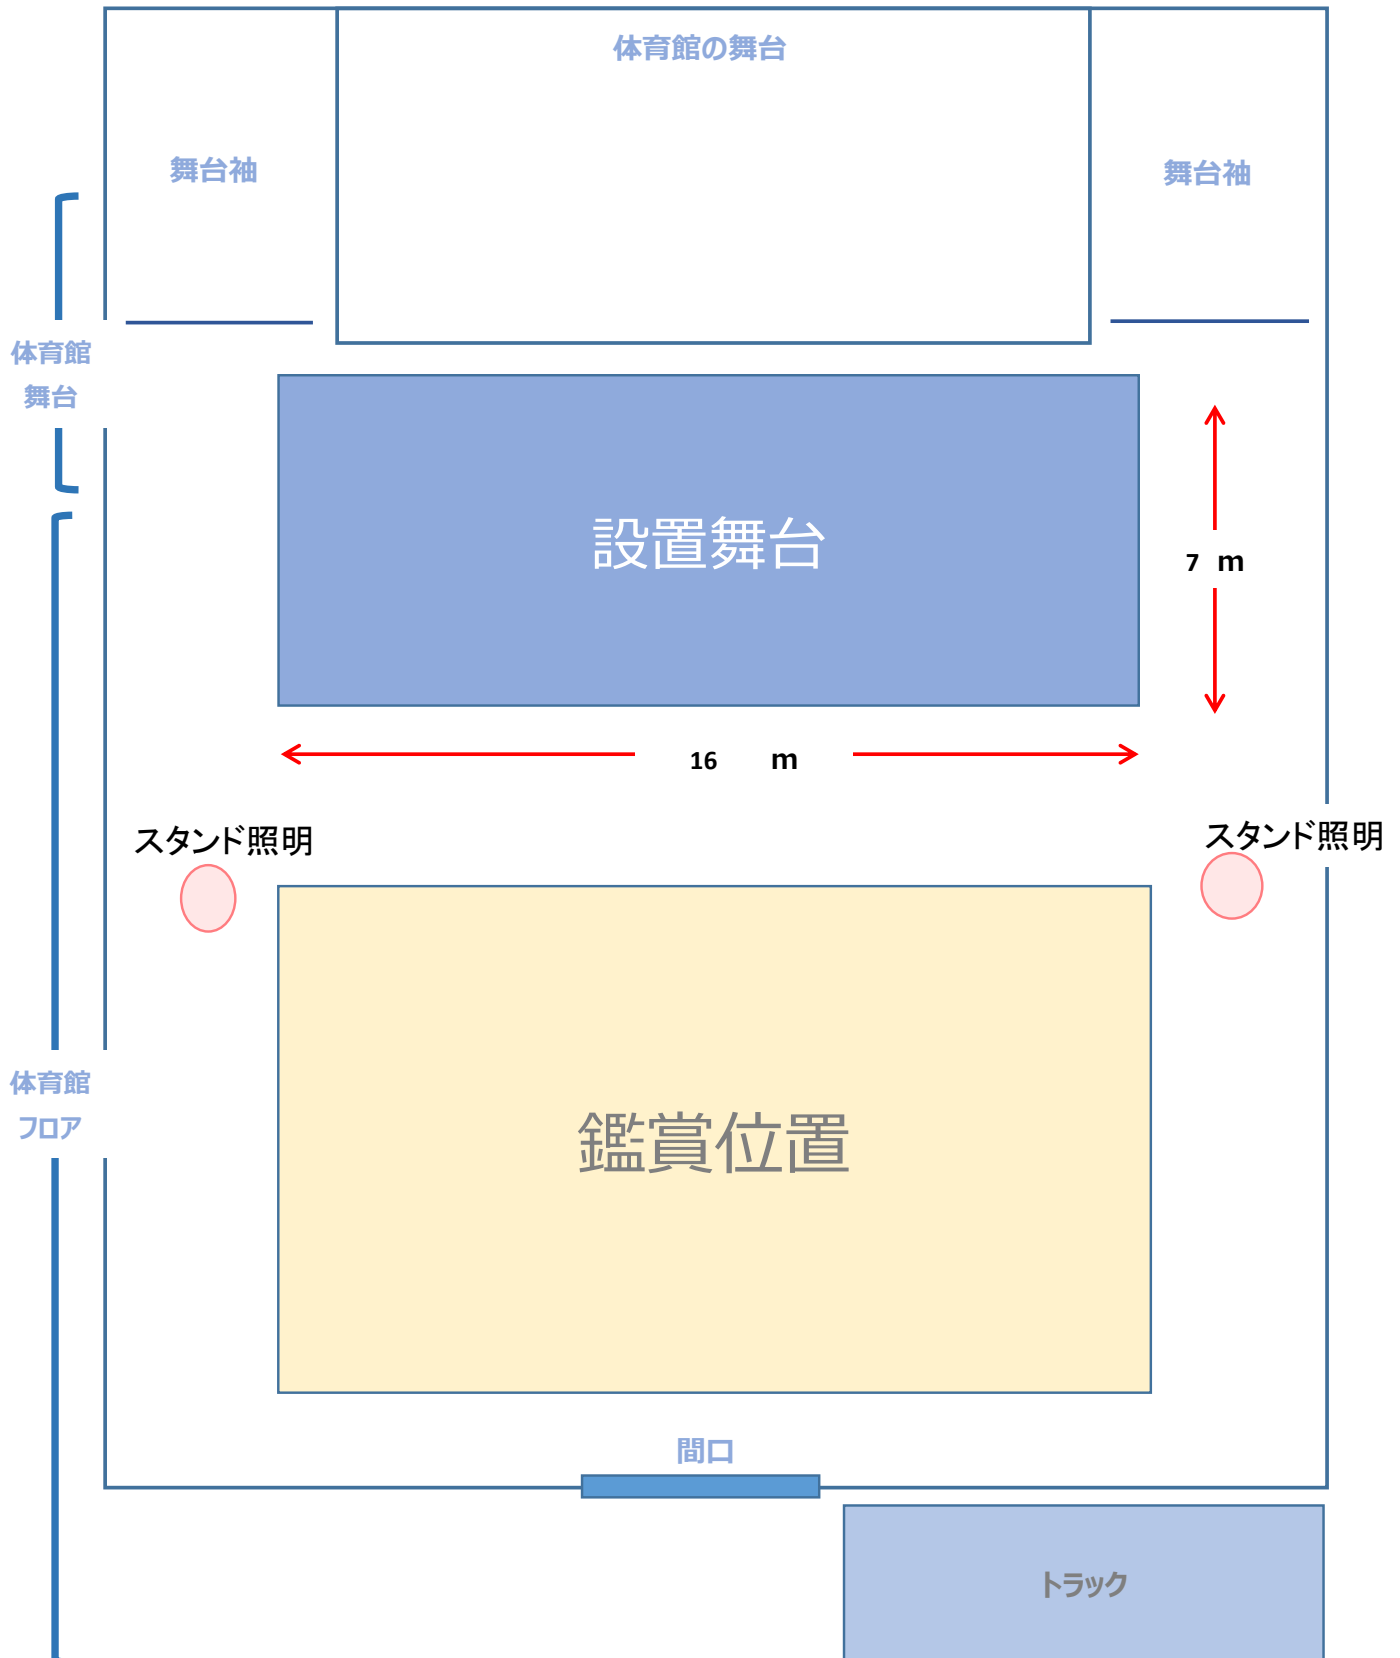 体育館の舞台
舞台袖
舞台袖
体育館
舞台
設置舞台
7 m
16 m
スタンド照明
スタンド照明
体育館
フロア
鑑賞位置
間口
トラック